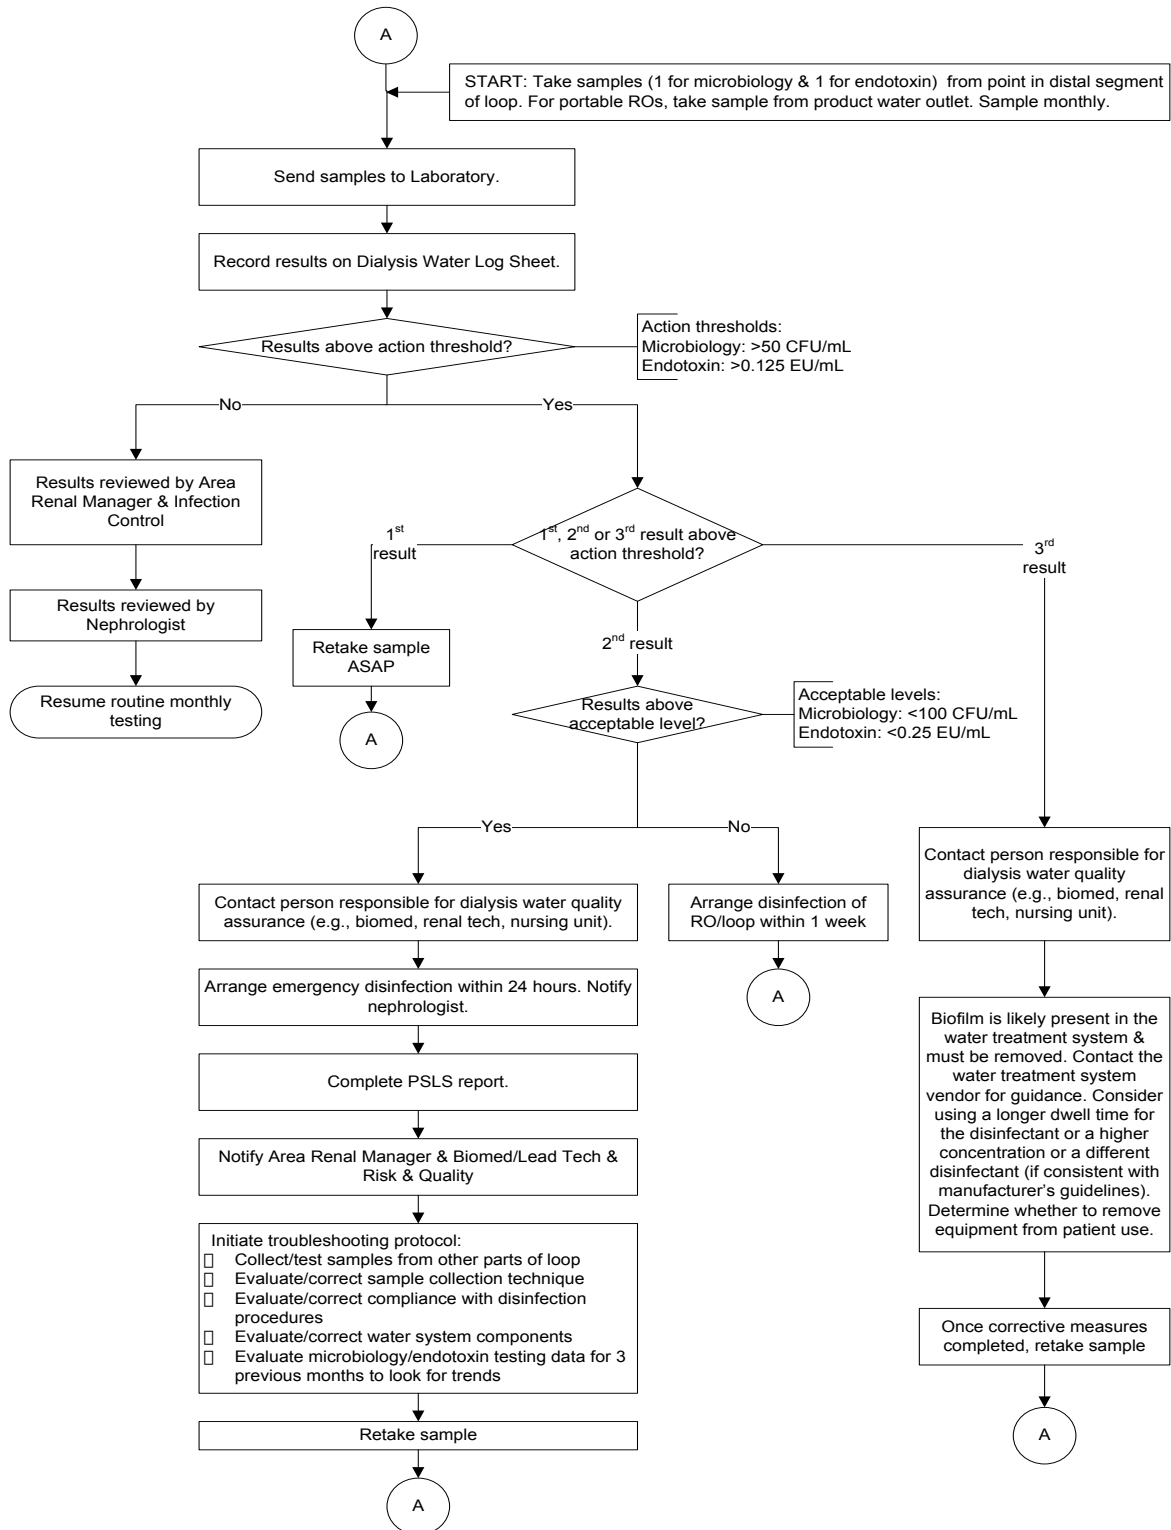 A
START: Take samples (1 for microbiology & 1 for endotoxin) from point in distal segment
of loop. For portable ROs, take sample from product water outlet. Sample monthly.
Send samples to Laboratory.
Record results on Dialysis Water Log Sheet.
Results above action threshold?
Action thresholds:
Microbiology: >50 CFU/mL
Endotoxin: >0.125 EU/mL
No
Yes
Results reviewed by Area
Renal Manager & Infection
Control
Results reviewed by
Nephrologist
Resume routine monthly
testing
1st, 2nd or 3rd result above
action threshold?
1st
result
Retake sample
ASAP
A
2nd result
3rd
result
Results above
acceptable level?
Acceptable levels:
Microbiology: <100 CFU/mL
Endotoxin: <0.25 EU/mL
Yes
No
Contact person responsible for dialysis water quality
assurance (e.g., biomed, renal tech, nursing unit).
Arrange emergency disinfection within 24 hours. Notify
nephrologist.
Complete PSLS report.
Notify Area Renal Manager & Biomed/Lead Tech &
Risk & Quality
Initiate troubleshooting protocol:
Collect/test samples from other parts of loop
Evaluate/correct sample collection technique
Evaluate/correct compliance with disinfection
procedures
Evaluate/correct water system components
Evaluate microbiology/endotoxin testing data for 3
previous months to look for trends
Retake sample
A
Arrange disinfection of
RO/loop within 1 week
A
Contact person responsible for
dialysis water quality
assurance (e.g., biomed, renal
tech, nursing unit).
Biofilm is likely present in the
water treatment system &
must be removed. Contact the
water treatment system
vendor for guidance. Consider
using a longer dwell time for
the disinfectant or a higher
concentration or a different
disinfectant (if consistent with
manufacturer's guidelines).
Determine whether to remove
equipment from patient use.
Once corrective measures
completed, retake sample
A